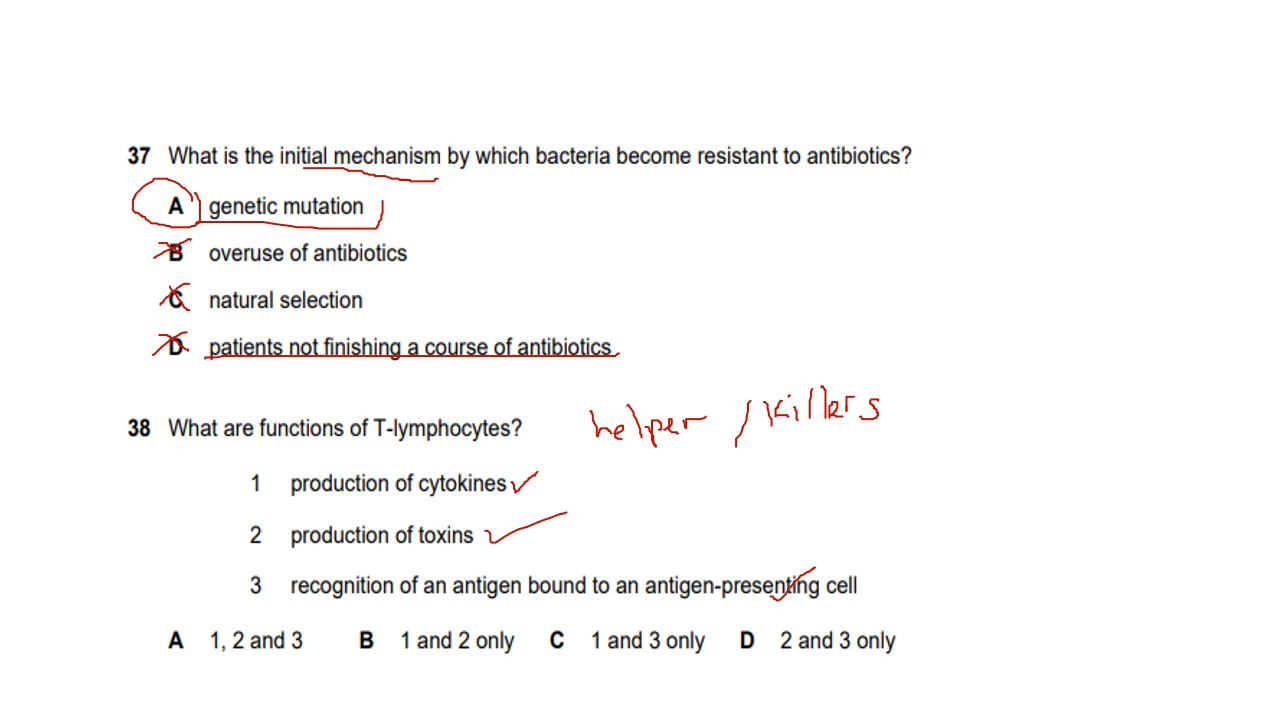 37 What is the initial mechanism by which bacteria become resistant to antibiotics?
A genetic mutation
B overuse of antibiotics
C natural selection
D patients not finishing a course of antibiotics
38 What are functions of T-lymphocytes? helper / killers
1 production of cytokines
2 production of toxins
3 recognition of an antigen bound to an antigen-presenting cell
A 1, 2 and 3 B 1 and 2 only C 1 and 3 only D 2 and 3 only